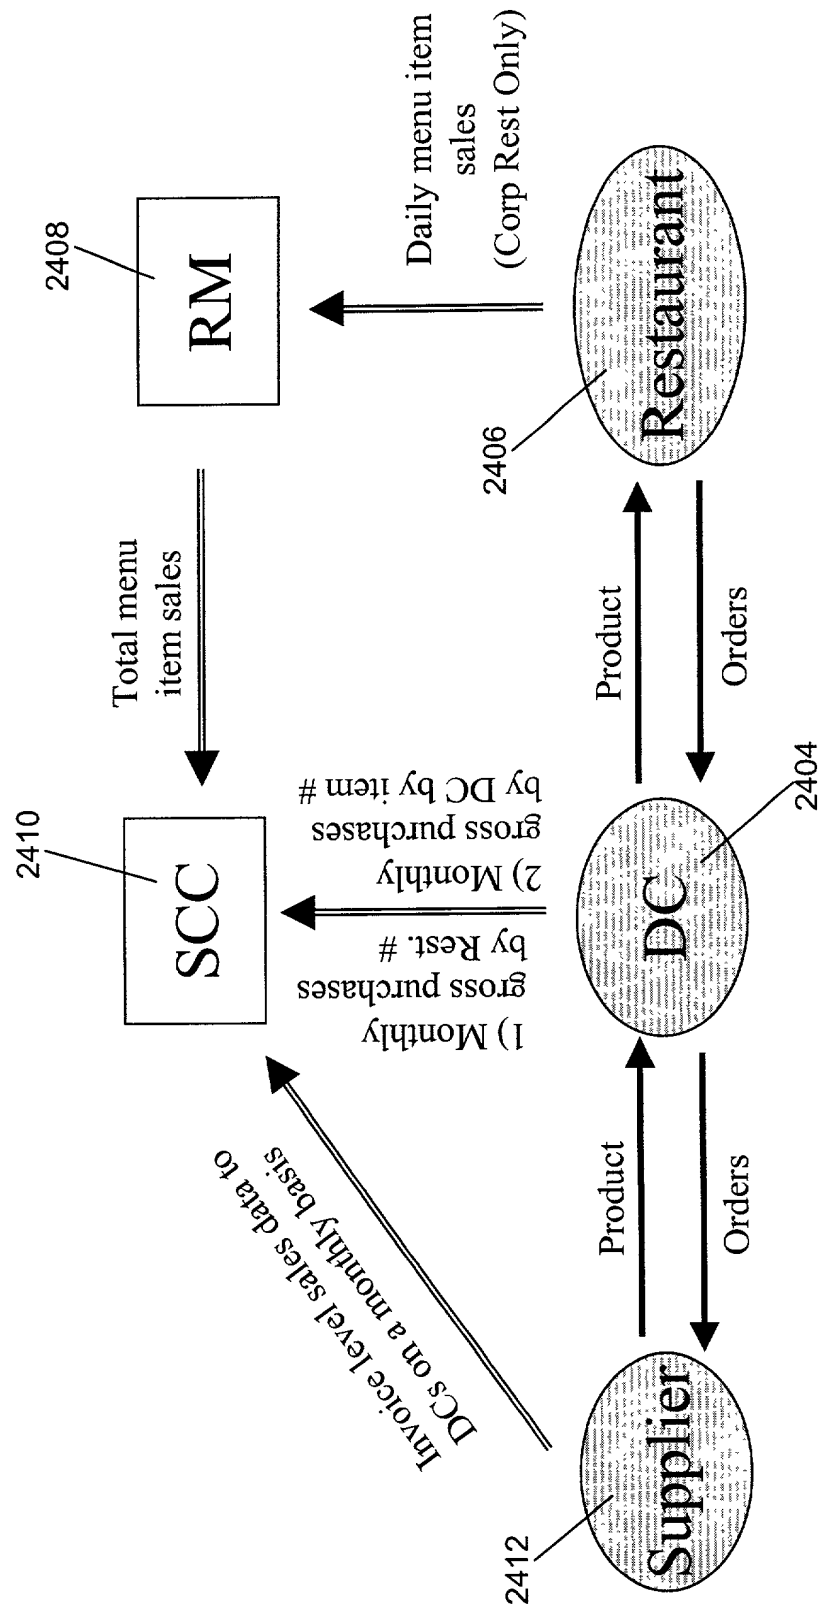 2410
SCC
Total menu
item sales
2408
RM
Invoice level sales data to
DCs on a monthly basis
1) Monthly
gross purchases
by Rest. #
2) Monthly
gross purchases
by DC by item #
Daily menu item
sales
(Corp Rest Only)
2412
Supplier
Product
Orders
DC
2404
Product
Orders
2406
Restaurant